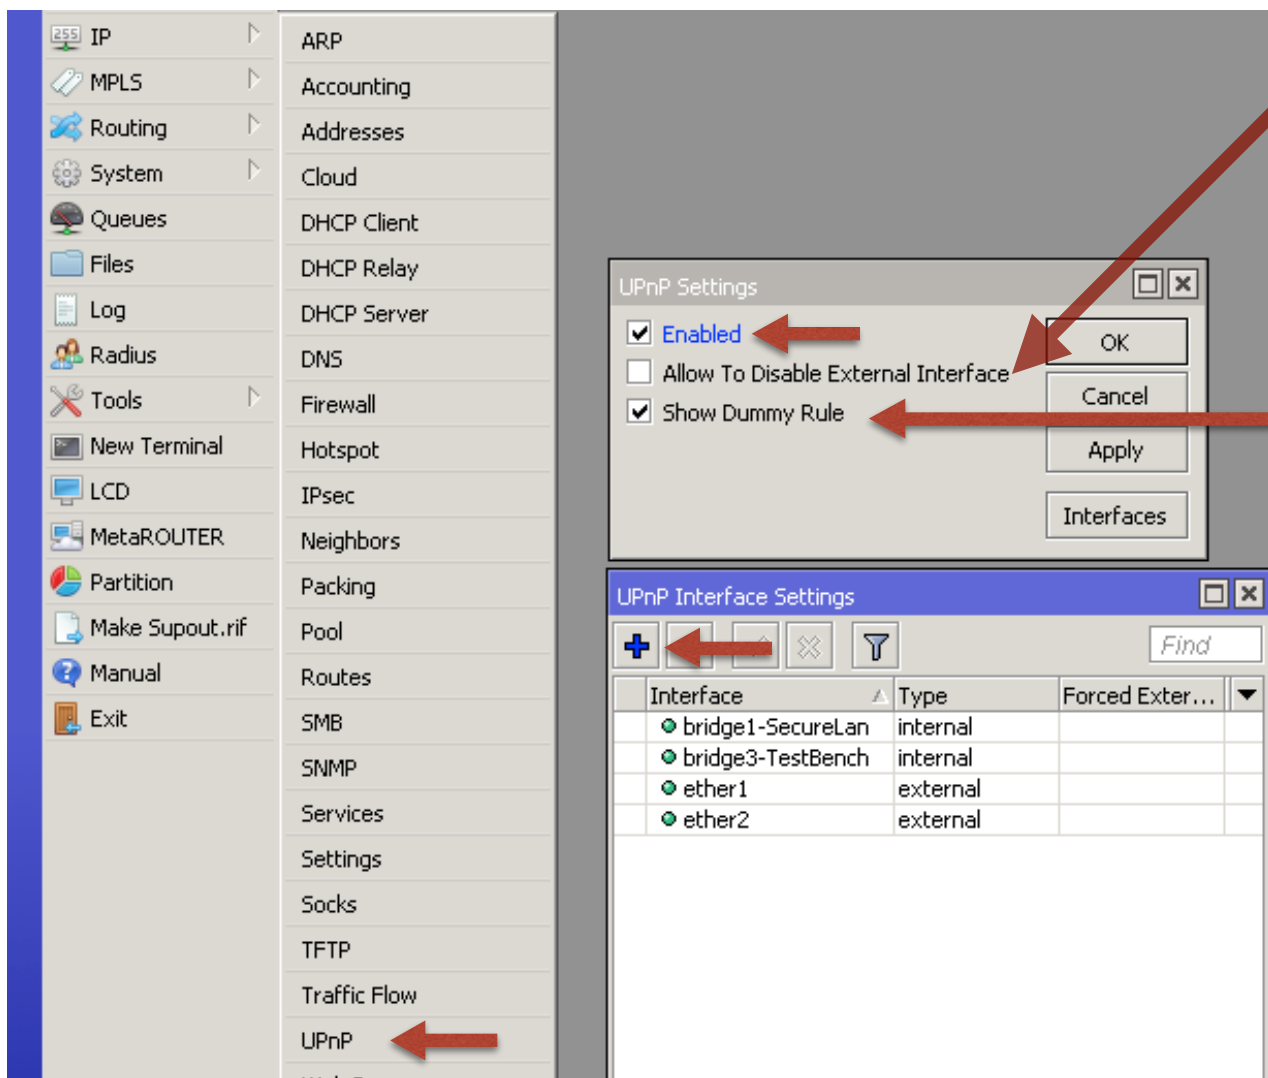 255 IP
MPLS
Routing
System
Queues
Files
Log
Radius
Tools
New Terminal
LCD
MetaROUTER
Partition
Make Supout.rif
Manual
Exit
ARP
Accounting
Addresses
Cloud
DHCP Client
DHCP Relay
DHCP Server
DNS
Firewall
Hotspot
IPsec
Neighbors
Packing
Pool
Routes
SMB
SNMP
Services
Settings
Socks
TFTP
Traffic Flow
UPnP
UPnP Settings
Enabled
Allow To Disable External Interface
Show Dummy Rule
OK
Cancel
Apply
Interfaces
UPnP Interface Settings
Find
Interface Type Forced Exter...
bridge1-SecureLan internal
bridge3-TestBench internal
ether1 external
ether2 external